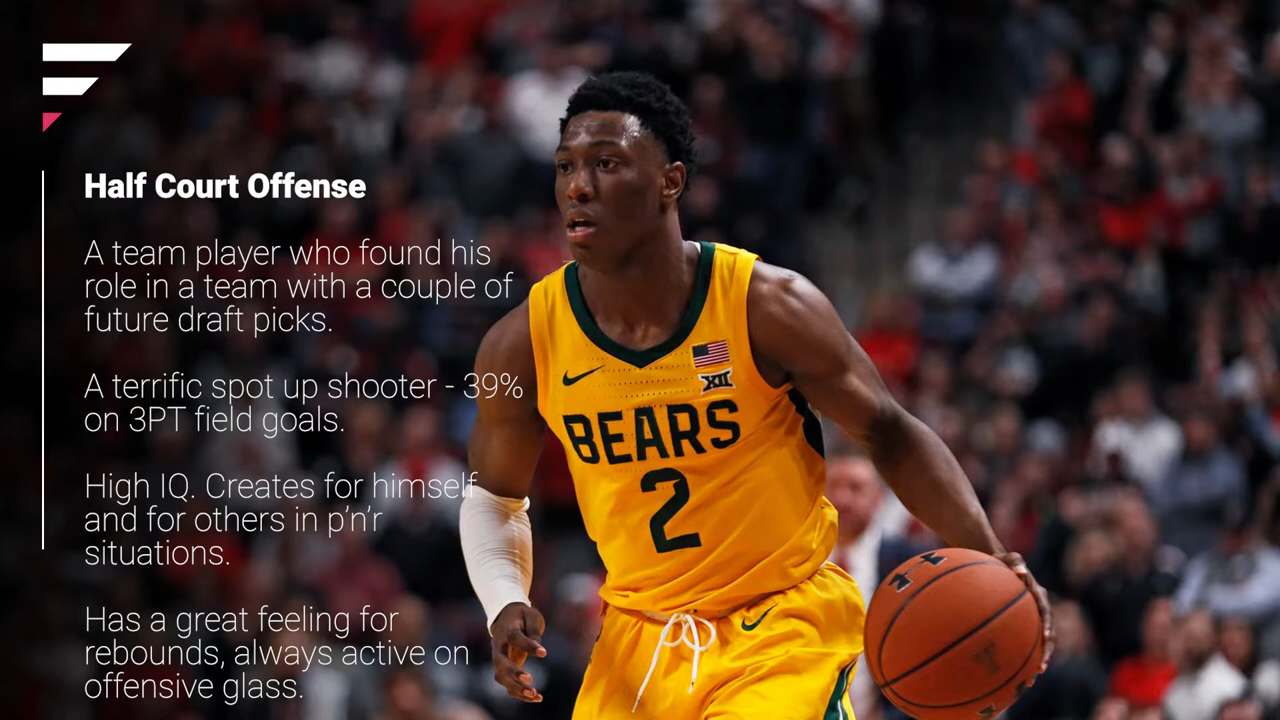 Half Court Offense
A team player who found his
role in a team with a couple of
future draft picks.
A terrific spot up shooter - 39%
on 3PT field goals.
High IQ. Creates for himself
and for others in p'n'r
situations.
Has a great feeling for
rebounds, always active on
offensive glass.
XII
BEARS
2